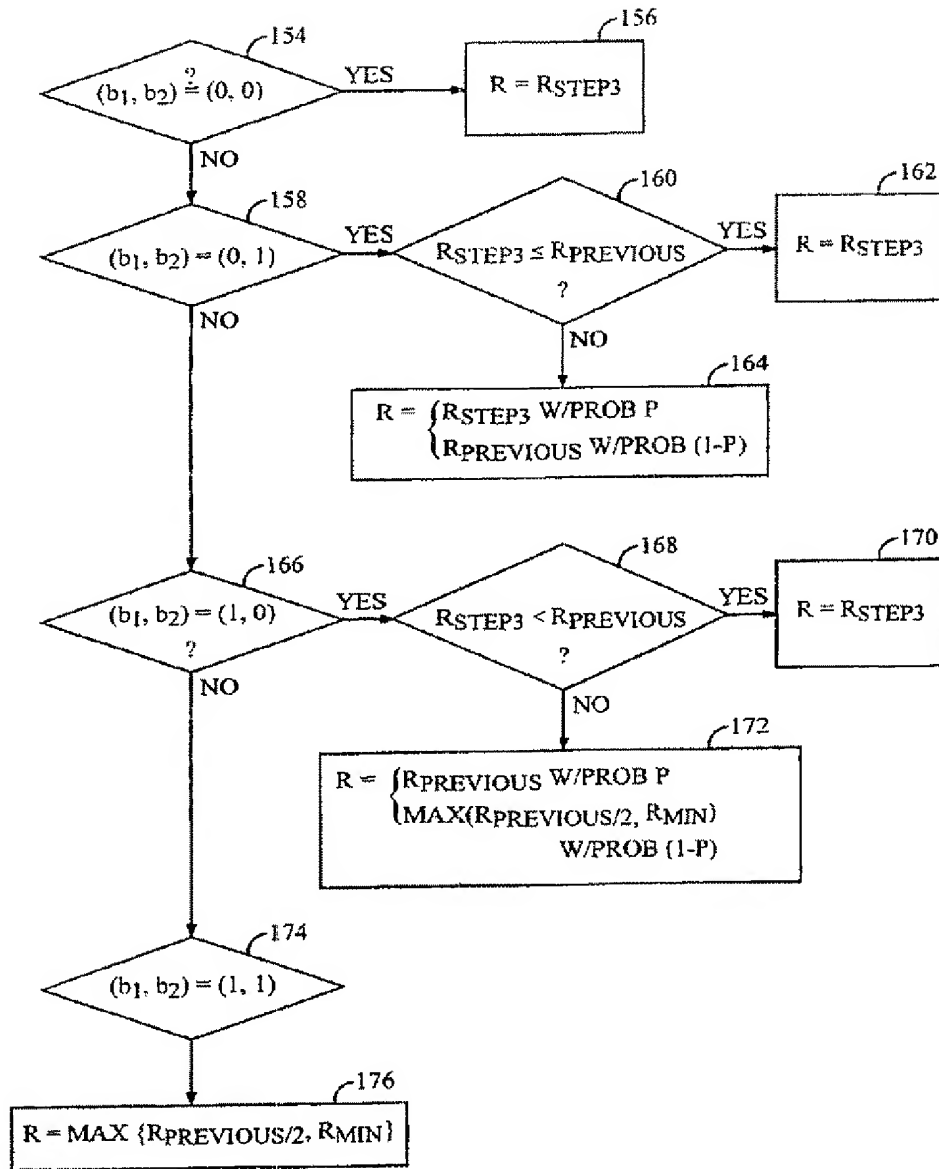 154
(b1, b2) ≟ (0, 0)
YES
156
R = RSTEP3
NO
158
(b1, b2) = (0, 1)
YES
160
RSTEP3 ≤ RPREVIOUS
?
YES
162
R = RSTEP3
NO
NO
164
R = { RSTEP3 W/PROB P
RPREVIOUS W/PROB (1-P)
166
(b1, b2) = (1, 0)
?
YES
168
RSTEP3 < RPREVIOUS
?
YES
170
R = RSTEP3
NO
NO
172
R = { RPREVIOUS W/PROB P
MAX(RPREVIOUS/2, RMIN)
W/PROB (1-P)
174
(b1, b2) = (1, 1)
176
R = MAX {RPREVIOUS/2, RMIN}